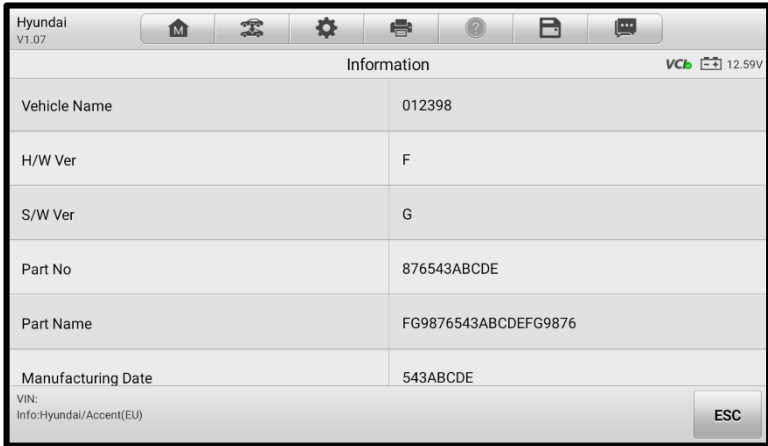 Hyundai
V1.07
M
?
Information
VCI
12.59V
Vehicle Name 012398
H/W Ver F
S/W Ver G
Part No 876543ABCDE
Part Name FG9876543ABCDEFG9876
Manufacturing Date 543ABCDE
VIN:
Info:Hyundai/Accent(EU)
ESC